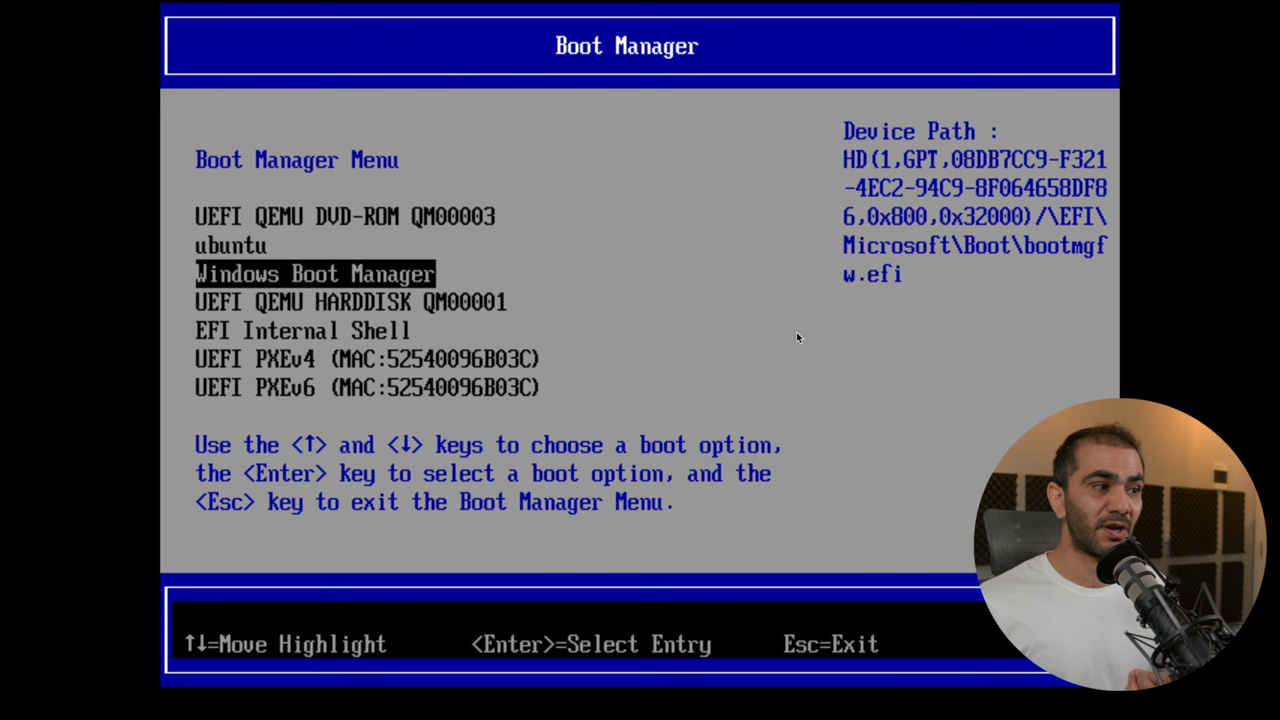 Boot Manager
Boot Manager Menu
UEFI QEMU DVD-ROM QM00003
ubuntu
Windows Boot Manager
UEFI QEMU HARDDISK QM00001
EFI Internal Shell
UEFI PXEv4 (MAC:52540096B03C)
UEFI PXEv6 (MAC:52540096B03C)
Use the <↑> and <↓> keys to choose a boot option,
the <Enter> key to select a boot option, and the
<Esc> key to exit the Boot Manager Menu.
Device Path :
HD(1,GPT,08DB7CC9-F321
-4EC2-94C9-8F064658DF8
6,0x800,0x32000)/\EFI\
Microsoft\Boot\bootmgf
w.efi
↑↓=Move Highlight <Enter>=Select Entry Esc=Exit